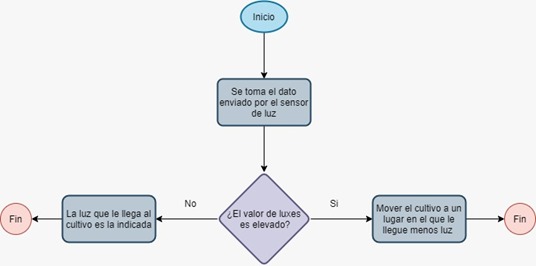 Inicio
Se toma el dato
enviado por el sensor
de luz
¿El valor de luxes
es elevado?
No
Si
La luz que le llega al
cultivo es la indicada
Fin
Mover el cultivo a un
lugar en el que le
llegue menos luz
Fin